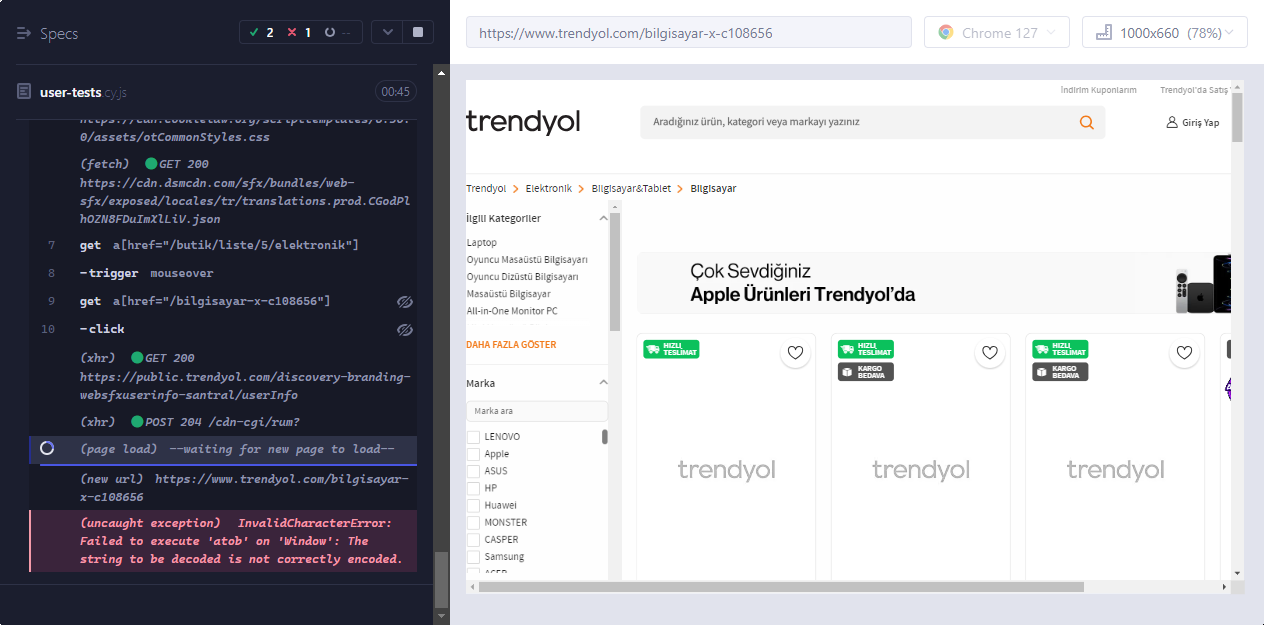 Specs
2
1
--
user-tests.cy.js
00:45
0/assets/otCommonStyles.css
(fetch) GET 200
https://cdn.dsmcdn.com/sfx/bundles/web-
sfx/exposed/locales/tr/translations.prod.CGodPl
hOZN8FDuImXlLiV.json
7 get a[href="/butik/liste/5/elektronik"]
8 -trigger mouseover
9 get a[href="/bilgisayar-x-c108656"]
10 -click
(xhr) GET 200
https://public.trendyol.com/discovery-branding-
websfxuserinfo-santral/userInfo
(xhr) POST 204 /cdn-cgi/rum?
(page load) --waiting for new page to load--
(new url) https://www.trendyol.com/bilgisayar-
x-c108656
(uncaught exception) InvalidCharacterError:
Failed to execute 'atob' on 'Window': The
string to be decoded is not correctly encoded.
https://www.trendyol.com/bilgisayar-x-c108656
Chrome 127
1000x660 (78%)
İndirim Kuponlarım
Trendyol'da Satış
trendyol
Aradığınız ürün, kategori veya markayı yazınız
Giriş Yap
Trendyol > Elektronik > Bilgisayar&Tablet > Bilgisayar
İlgili Kategoriler
Laptop
Oyuncu Masaüstü Bilgisayarı
Oyuncu Dizüstü Bilgisayarı
Masaüstü Bilgisayar
All-in-One Monitor PC
DAHA FAZLA GÖSTER
Marka
Marka ara
LENOVO
Apple
ASUS
HP
Huawei
MONSTER
CASPER
Samsung
ACER
Çok Sevdiğiniz
Apple Ürünleri Trendyol'da
HIZLI
TESLİMAT
trendyol
HIZLI
TESLİMAT
KARGO
BEDAVA
trendyol
HIZLI
TESLİMAT
KARGO
BEDAVA
trendyol